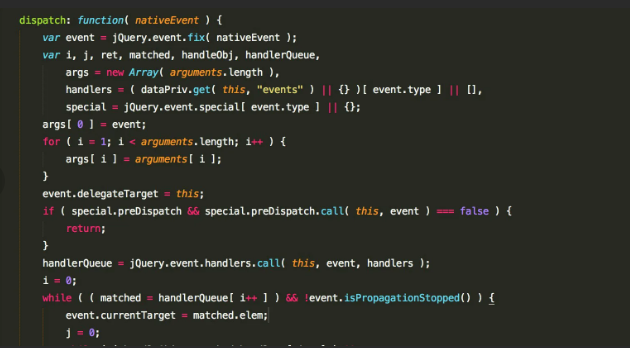 dispatch: function( nativeEvent ) {
var event = jQuery.event.fix( nativeEvent );
var i, j, ret, matched, handleObj, handlerQueue,
args = new Array( arguments.length ),
handlers = ( dataPriv.get( this, "events" ) || {} )[ event.type ] || [],
special = jQuery.event.special[ event.type ] || {};
args[ 0 ] = event;
for ( i = 1; i < arguments.length; i++ ) {
args[ i ] = arguments[ i ];
}
event.delegateTarget = this;
if ( special.preDispatch && special.preDispatch.call( this, event ) === false ) {
return;
}
handlerQueue = jQuery.event.handlers.call( this, event, handlers );
i = 0;
while ( ( matched = handlerQueue[ i++ ] ) && !event.isPropagationStopped() ) {
event.currentTarget = matched.elem;
j = 0;